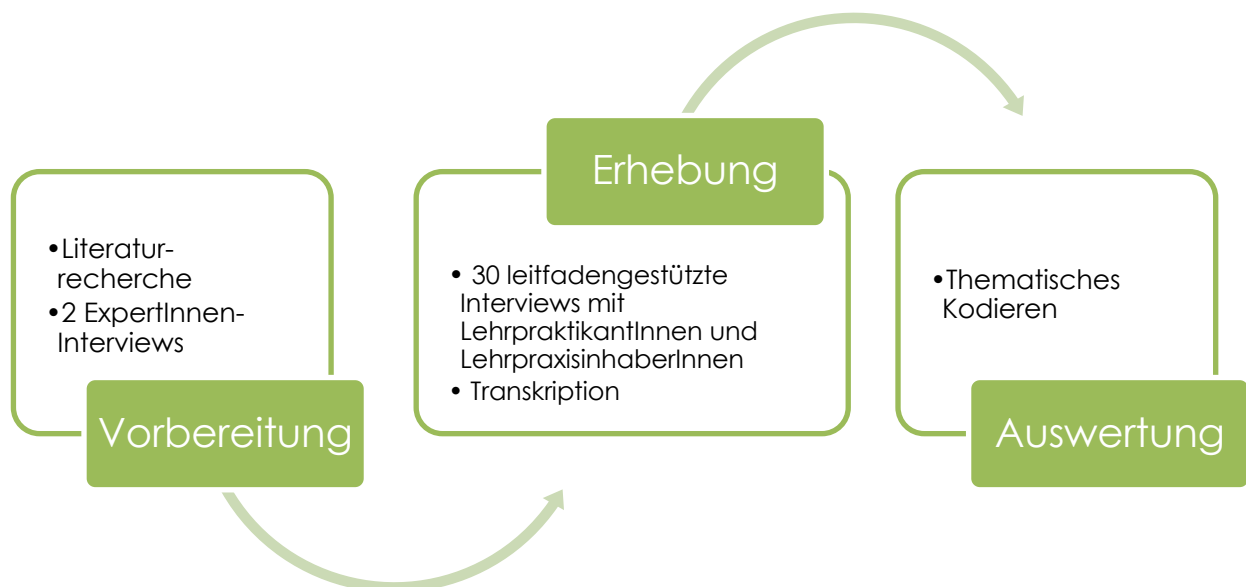 •Literatur-
recherche
•2 ExpertInnen-
Interviews
Vorbereitung
Erhebung
• 30 leitfadengestützte
Interviews mit
LehrpraktikantInnen und
LehrpraxisinhaberInnen
• Transkription
•Thematisches
Kodieren
Auswertung